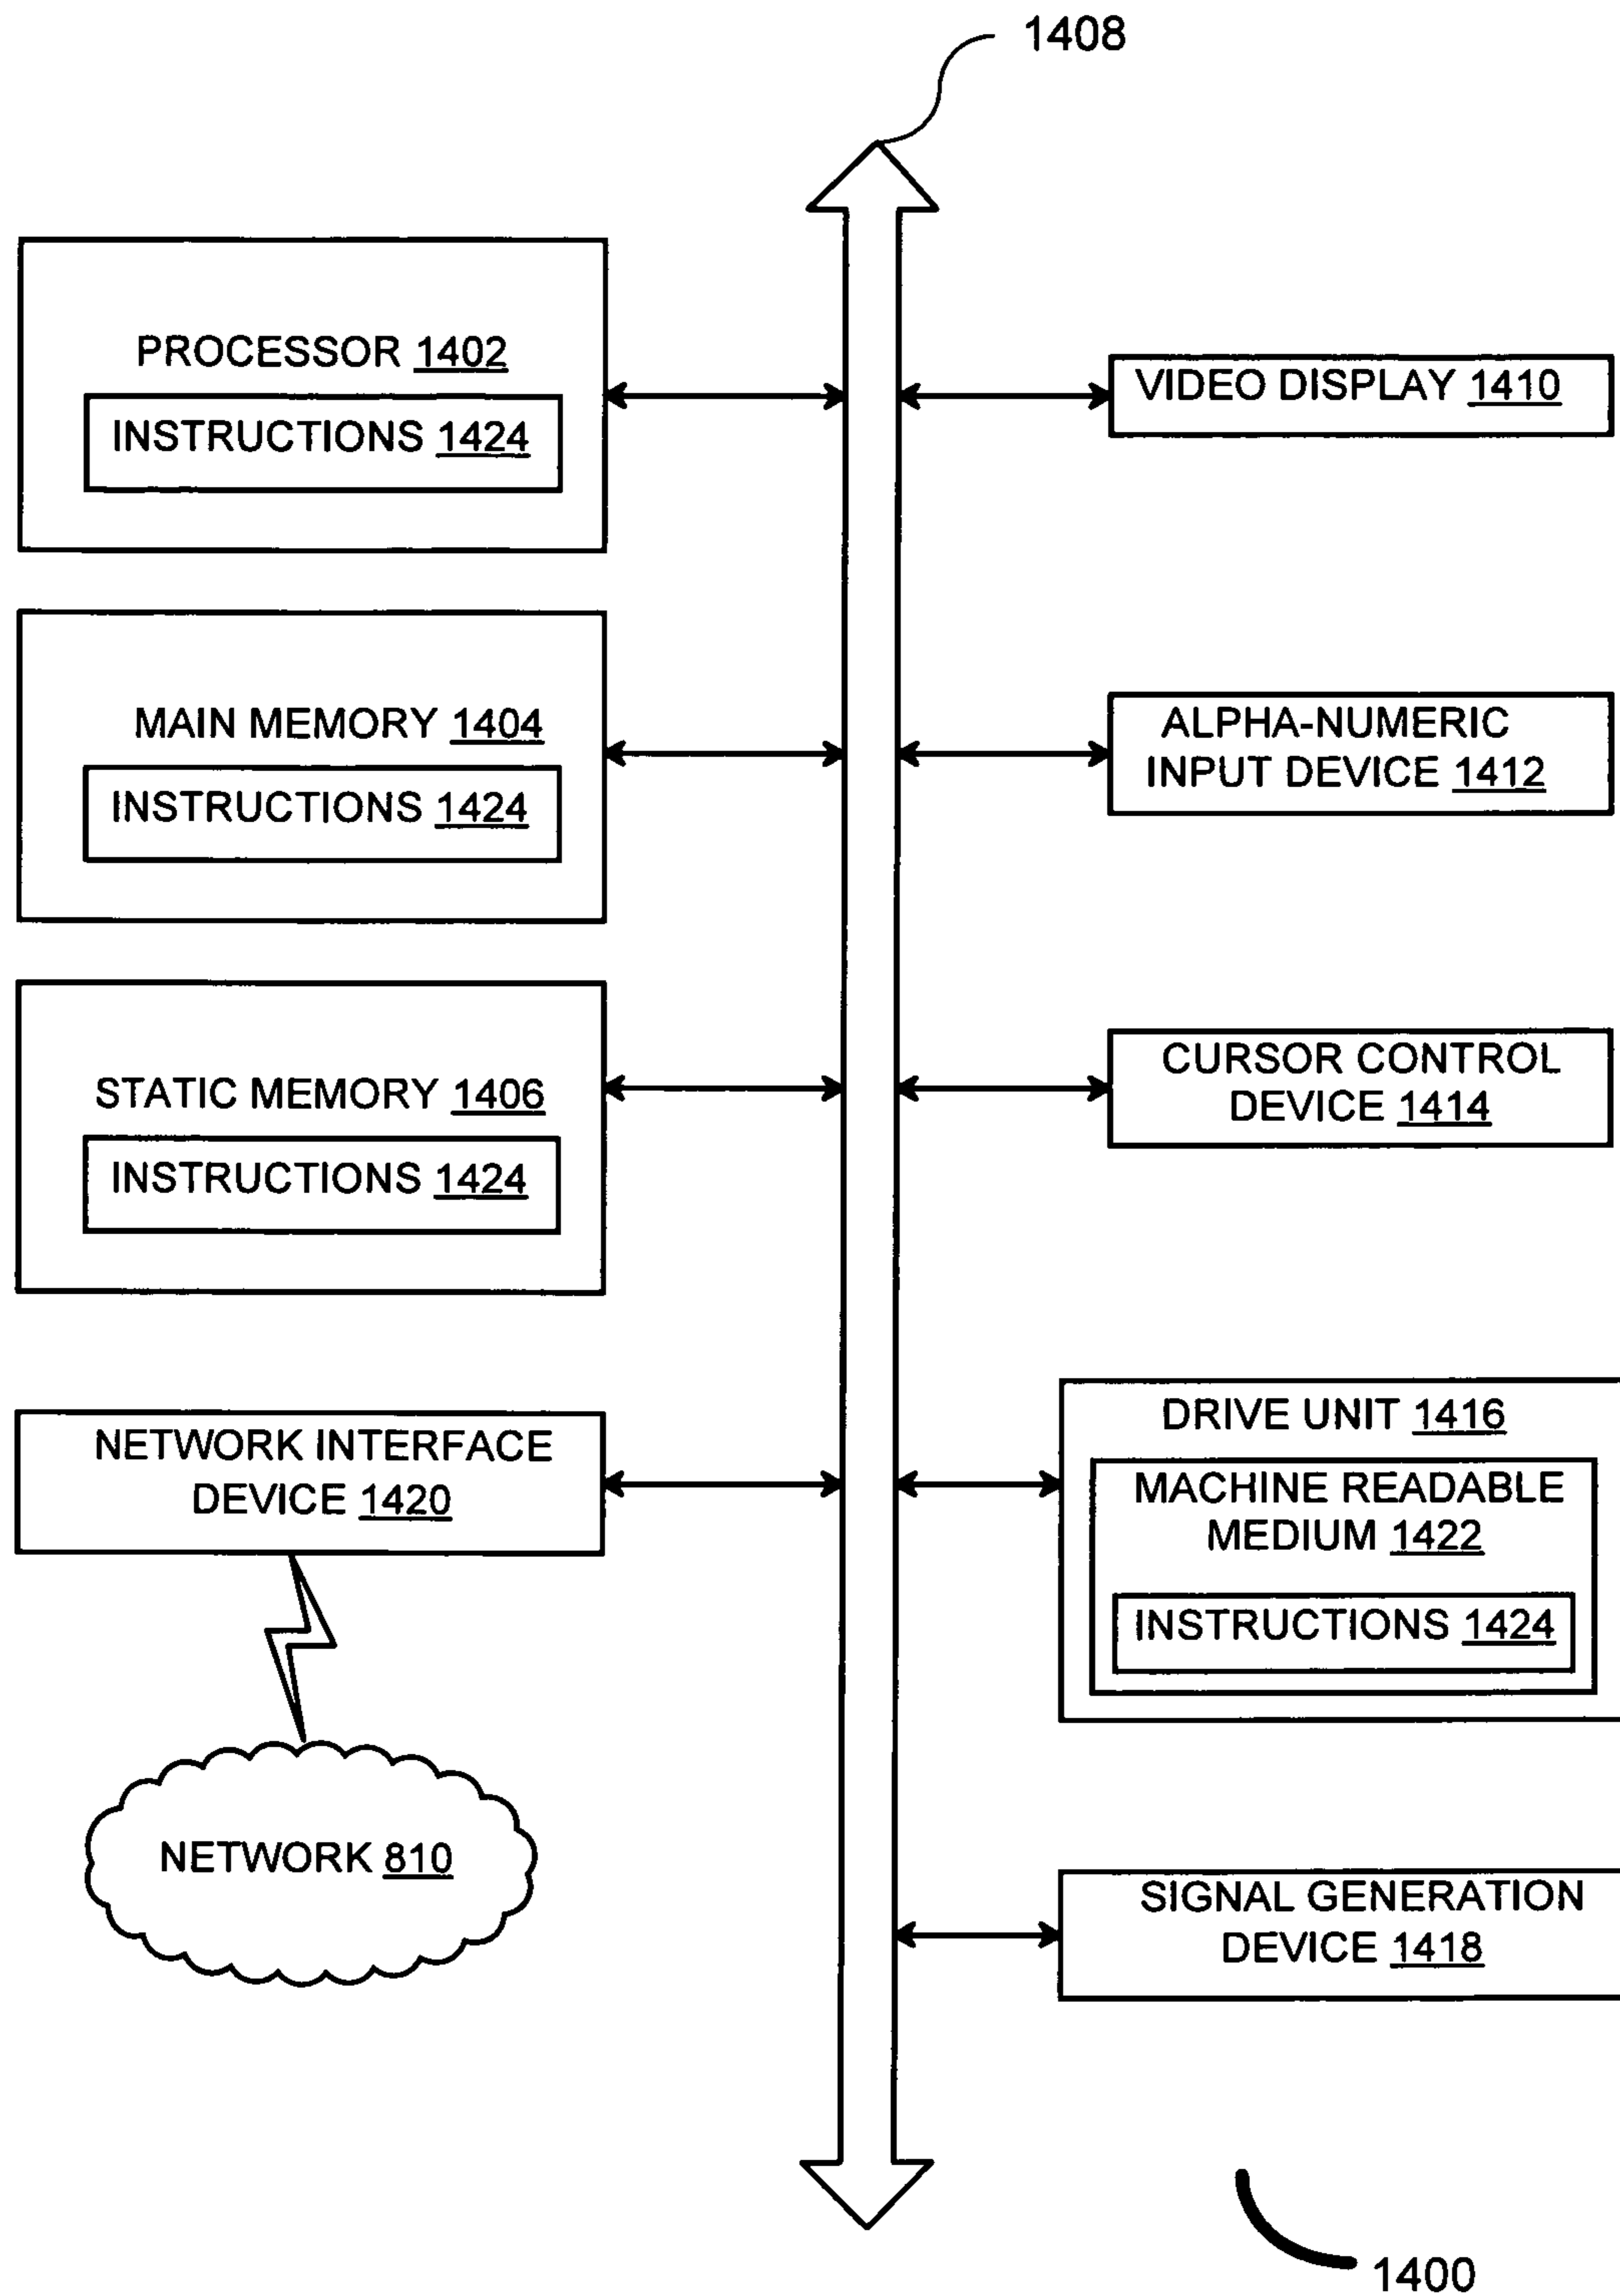 1408
PROCESSOR 1402
INSTRUCTIONS 1424
VIDEO DISPLAY 1410
MAIN MEMORY 1404
INSTRUCTIONS 1424
ALPHA-NUMERIC
INPUT DEVICE 1412
STATIC MEMORY 1406
INSTRUCTIONS 1424
CURSOR CONTROL
DEVICE 1414
NETWORK INTERFACE
DEVICE 1420
DRIVE UNIT 1416
MACHINE READABLE
MEDIUM 1422
INSTRUCTIONS 1424
NETWORK 810
SIGNAL GENERATION
DEVICE 1418
1400